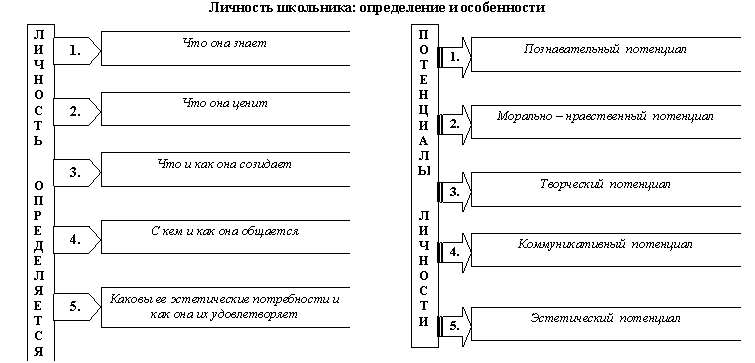 Личность школьника: определение и особенности
ЛИЧНОСТЬ ОПРЕДЕЛЯЕТСЯ
1. Что она знает
2. Что она ценит
3. Что и как она созидает
4. С кем и как она общается
5. Каковы ее эстетические потребности и
как она их удовлетворяет
ПОТЕНЦИАЛЫ ЛИЧНОСТИ
1. Познавательный потенциал
2. Морально – нравственный потенциал
3. Творческий потенциал
4. Коммуникативный потенциал
5. Эстетический потенциал